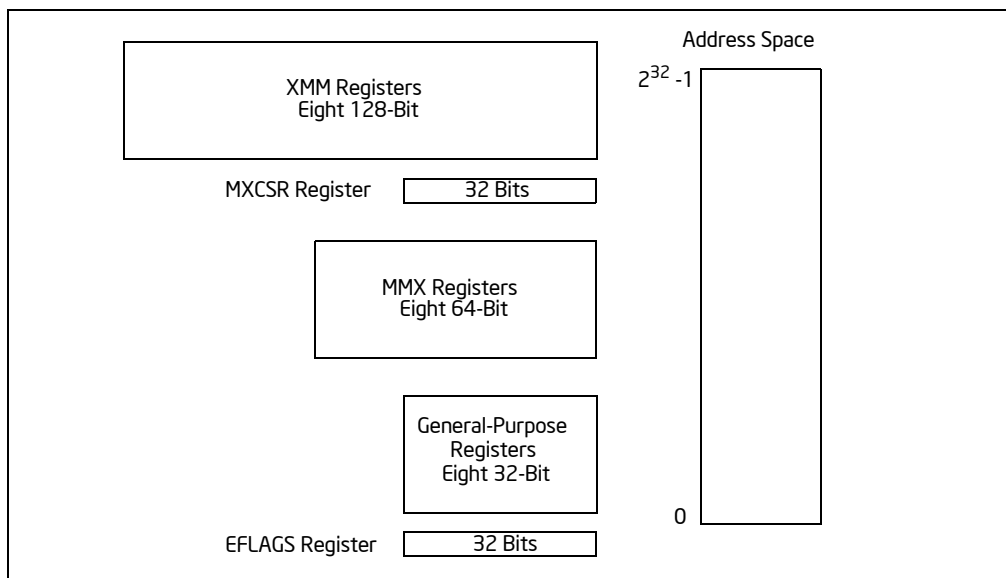 Address Space
2^32 -1
XMM Registers
Eight 128-Bit
MXCSR Register
32 Bits
MMX Registers
Eight 64-Bit
General-Purpose
Registers
Eight 32-Bit
0
EFLAGS Register
32 Bits